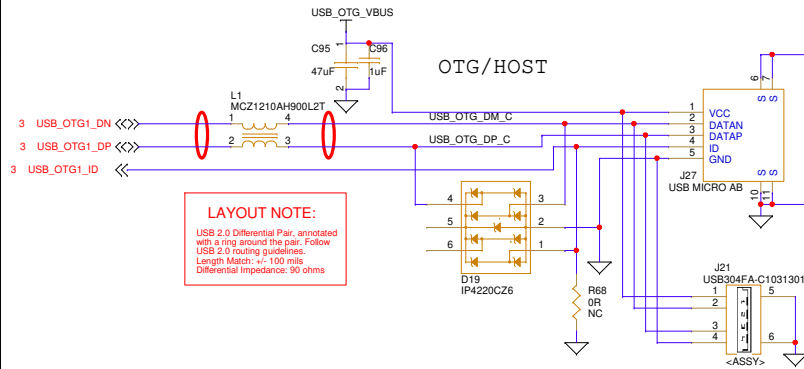 USB_OTG_VBUS
C95
1
C96
47uF
1uF
2
OTG/HOST
L1
MCZ1210AH900L2T
3 USB_OTG1_DN
1
4
USB_OTG_DM_C
3 USB_OTG1_DP
2
3
USB_OTG_DP_C
3 USB_OTG1_ID
6
7
S
S
1
VCC
2
DATAN
3
DATAP
4
ID
5
GND
S
S
10
11
J27
USB MICRO AB
LAYOUT NOTE:
USB 2.0 Differential Pair, annotated
with a ring around the pair. Follow
USB 2.0 routing guidelines.
Length Match: +/- 100 mils
Differential Impedance: 90 ohms
4
3
5
2
6
1
D19
IP4220CZ6
R68
0R
NC
J21
USB304FA-C1031301
1
5
2
3
4
6
<ASSY>